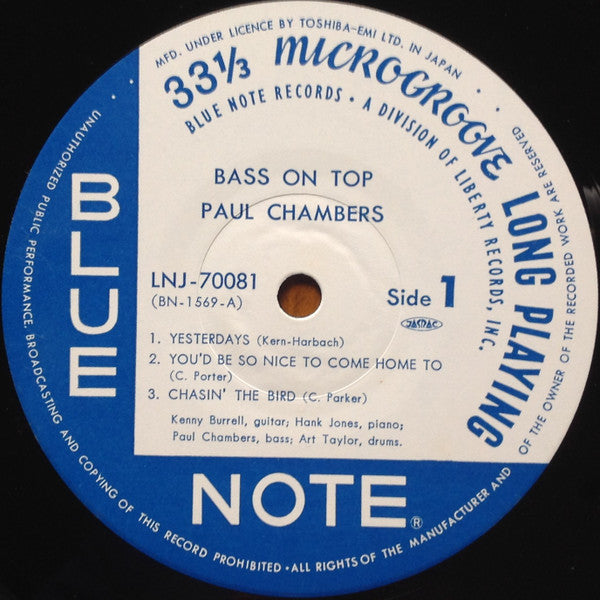 MFD. UNDER LICENCE BY TOSHIBA-EMI LTD. IN JAPAN
33⅓ MICROGROOVE LONG PLAYING
BLUE NOTE RECORDS • A DIVISION OF LIBERTY RECORDS, INC.
BASS ON TOP
PAUL CHAMBERS
LNJ-70081
(BN-1569-A)
Side 1
JASRAC
1. YESTERDAYS (Kern-Harbach)
2. YOU'D BE SO NICE TO COME HOME TO
(C. Porter)
3. CHASIN' THE BIRD (C. Parker)
Kenny Burrell, guitar; Hank Jones, piano;
Paul Chambers, bass; Art Taylor, drums.
BLUE
NOTE®
UNAUTHORIZED PUBLIC PERFORMANCE, BROADCASTING AND COPYING OF THIS RECORD PROHIBITED • ALL RIGHTS OF THE MANUFACTURER AND OF THE OWNER OF THE RECORDED WORK ARE RESERVED